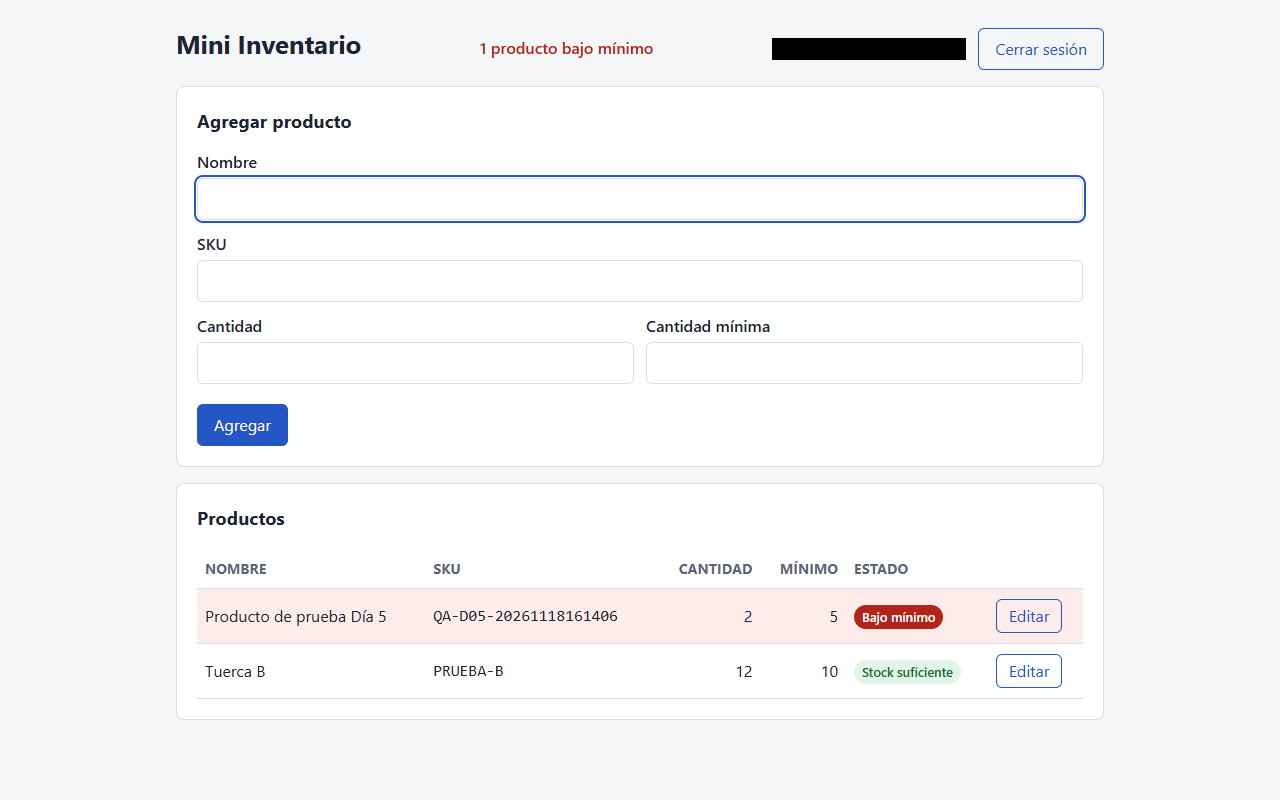 Mini Inventario 1 producto bajo mínimo Cerrar sesión
Agregar producto
Nombre
SKU
Cantidad Cantidad mínima
Agregar
Productos
NOMBRE SKU CANTIDAD MÍNIMO ESTADO
Producto de prueba Día 5 QA-D05-20261118161406 2 5 Bajo mínimo Editar
Tuerca B PRUEBA-B 12 10 Stock suficiente Editar